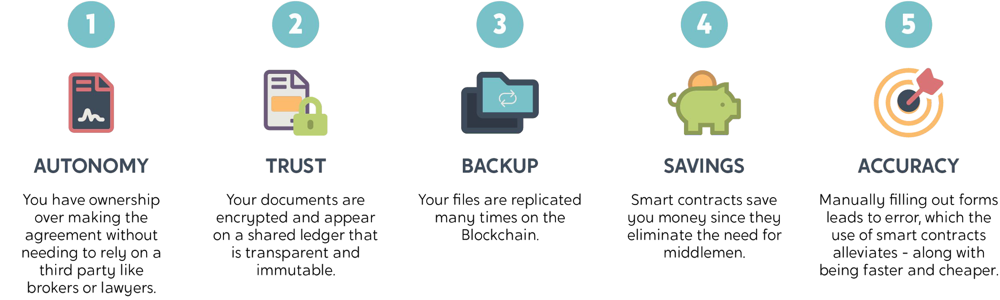 1
AUTONOMY
You have ownership
over making the
agreement without
needing to rely on a
third party like
brokers or lawyers.
2
TRUST
Your documents are
encrypted and appear
on a shared ledger that
is transparent and
immutable.
3
BACKUP
Your files are replicated
many times on the
Blockchain.
4
SAVINGS
Smart contracts save
you money since they
eliminate the need for
middlemen.
5
ACCURACY
Manually filling out forms
leads to error, which the
use of smart contracts
alleviates - along with
being faster and cheaper.